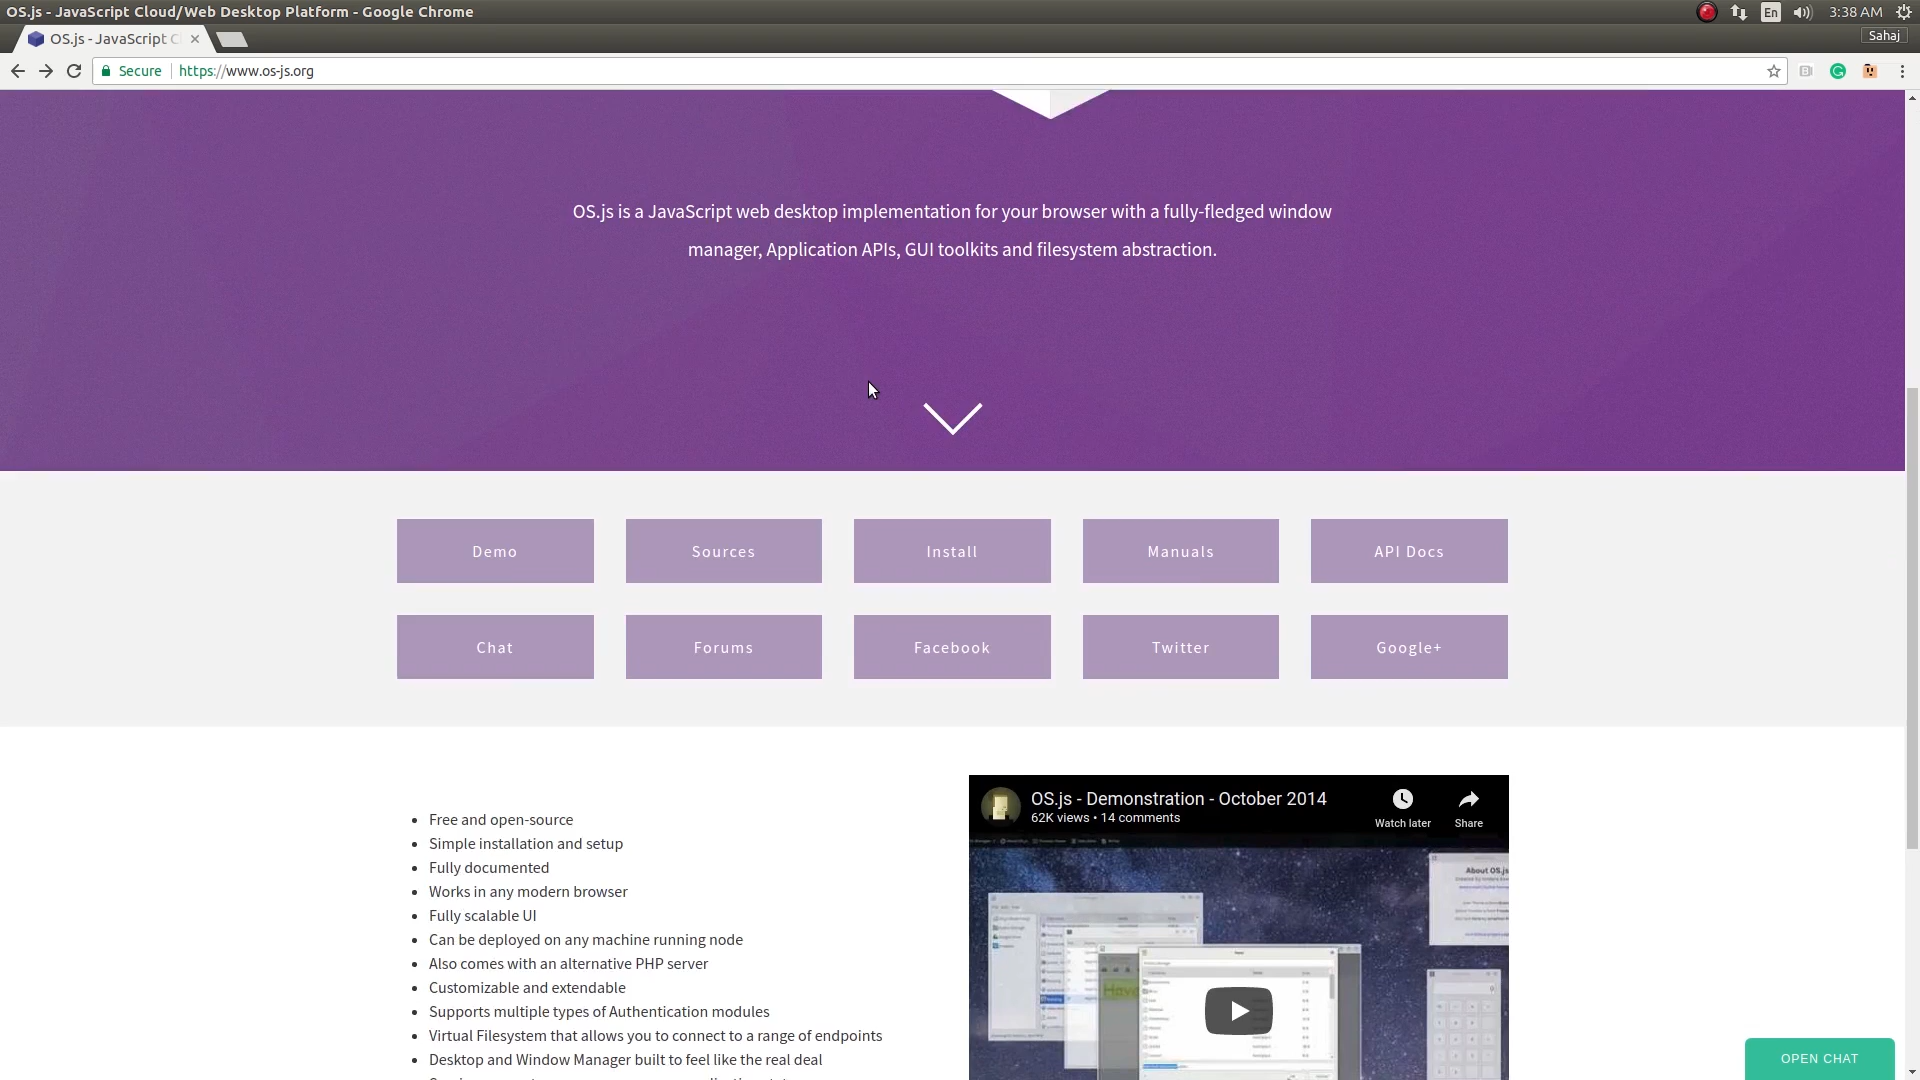 OS.js - JavaScript Cloud/Web Desktop Platform - Google Chrome
En
3:38 AM
OS.js - JavaScript C
Sahaj
Secure
https://www.os-js.org
OS.js is a JavaScript web desktop implementation for your browser with a fully-fledged window
manager, Application APIs, GUI toolkits and filesystem abstraction.
Demo
Sources
Install
Manuals
API Docs
Chat
Forums
Facebook
Twitter
Google+
• Free and open-source
• Simple installation and setup
• Fully documented
• Works in any modern browser
• Fully scalable UI
• Can be deployed on any machine running node
• Also comes with an alternative PHP server
• Customizable and extendable
• Supports multiple types of Authentication modules
• Virtual Filesystem that allows you to connect to a range of endpoints
• Desktop and Window Manager built to feel like the real deal
OS.js - Demonstration - October 2014
62K views • 14 comments
Watch later
Share
About OS.js
OPEN CHAT